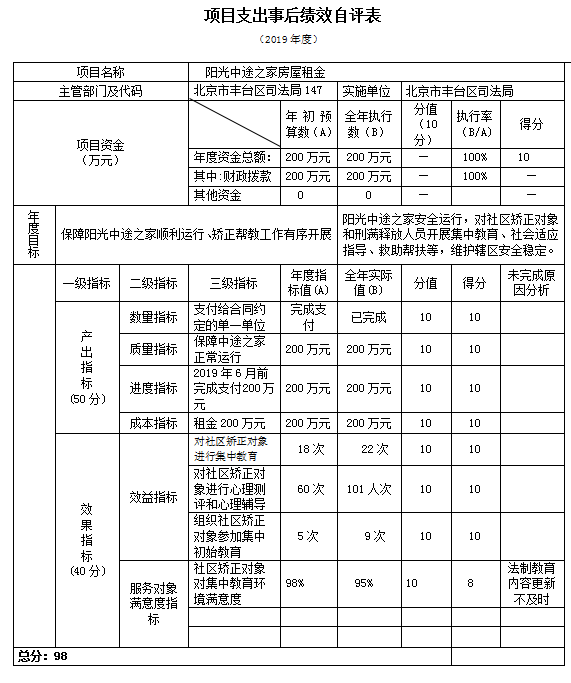 项目支出事后绩效自评表
（2019 年度）
项目名称 阳光中途之家房屋租金
主管部门及代码 北京市丰台区司法局 147 实施单位 北京市丰台区司法局
项目资金
（万元）
年 初 预
算数（A）
全年执行
数（B）
分值
（10
分）
执行率
（B/A）
得分
年度资金总额： 200 万元 200 万元 — 100% 10
其中:财政拨款 200 万元 200 万元 — 100% —
其他资金 0 0 — —
年度目标
保障阳光中途之家顺利运行、矫正帮教工作有序开展
阳光中途之家安全运行，对社区矫正对象
和刑满释放人员开展集中教育、社会适应
指导、救助帮扶等，维护辖区安全稳定。
一级指标 二级指标 三级指标
年度指
标值(A)
全年实际
值(B)
分值 得分
未完成原
因分析
产
出
指
标
(50 分)
数量指标
支付给合同约
定的单一单位
完成支
付
已完成 10 10
质量指标
保障中途之家
正常运行
200 万元 200 万元 10 10
进度指标
2019 年 6 月前
完成支付 200 万
元
200 万元 200 万元 10 10
成本指标 租金 200 万元 200 万元 200 万元 10 10
效
果
指
标
(40 分)
效益指标
对社区矫正对象
进行集中教育
18 次 22 次 10 10
对社区矫正对
象进行心理测
评和心理辅导
60 次 101 人次 10 10
组织社区矫正
对象参加集中
初始教育
5 次 9 次 10 10
服务对象
满意度指
标
社区矫正对象
对集中教育环
境满意度
98% 95% 10 8
法制教育
内容更新
不及时
总分：98